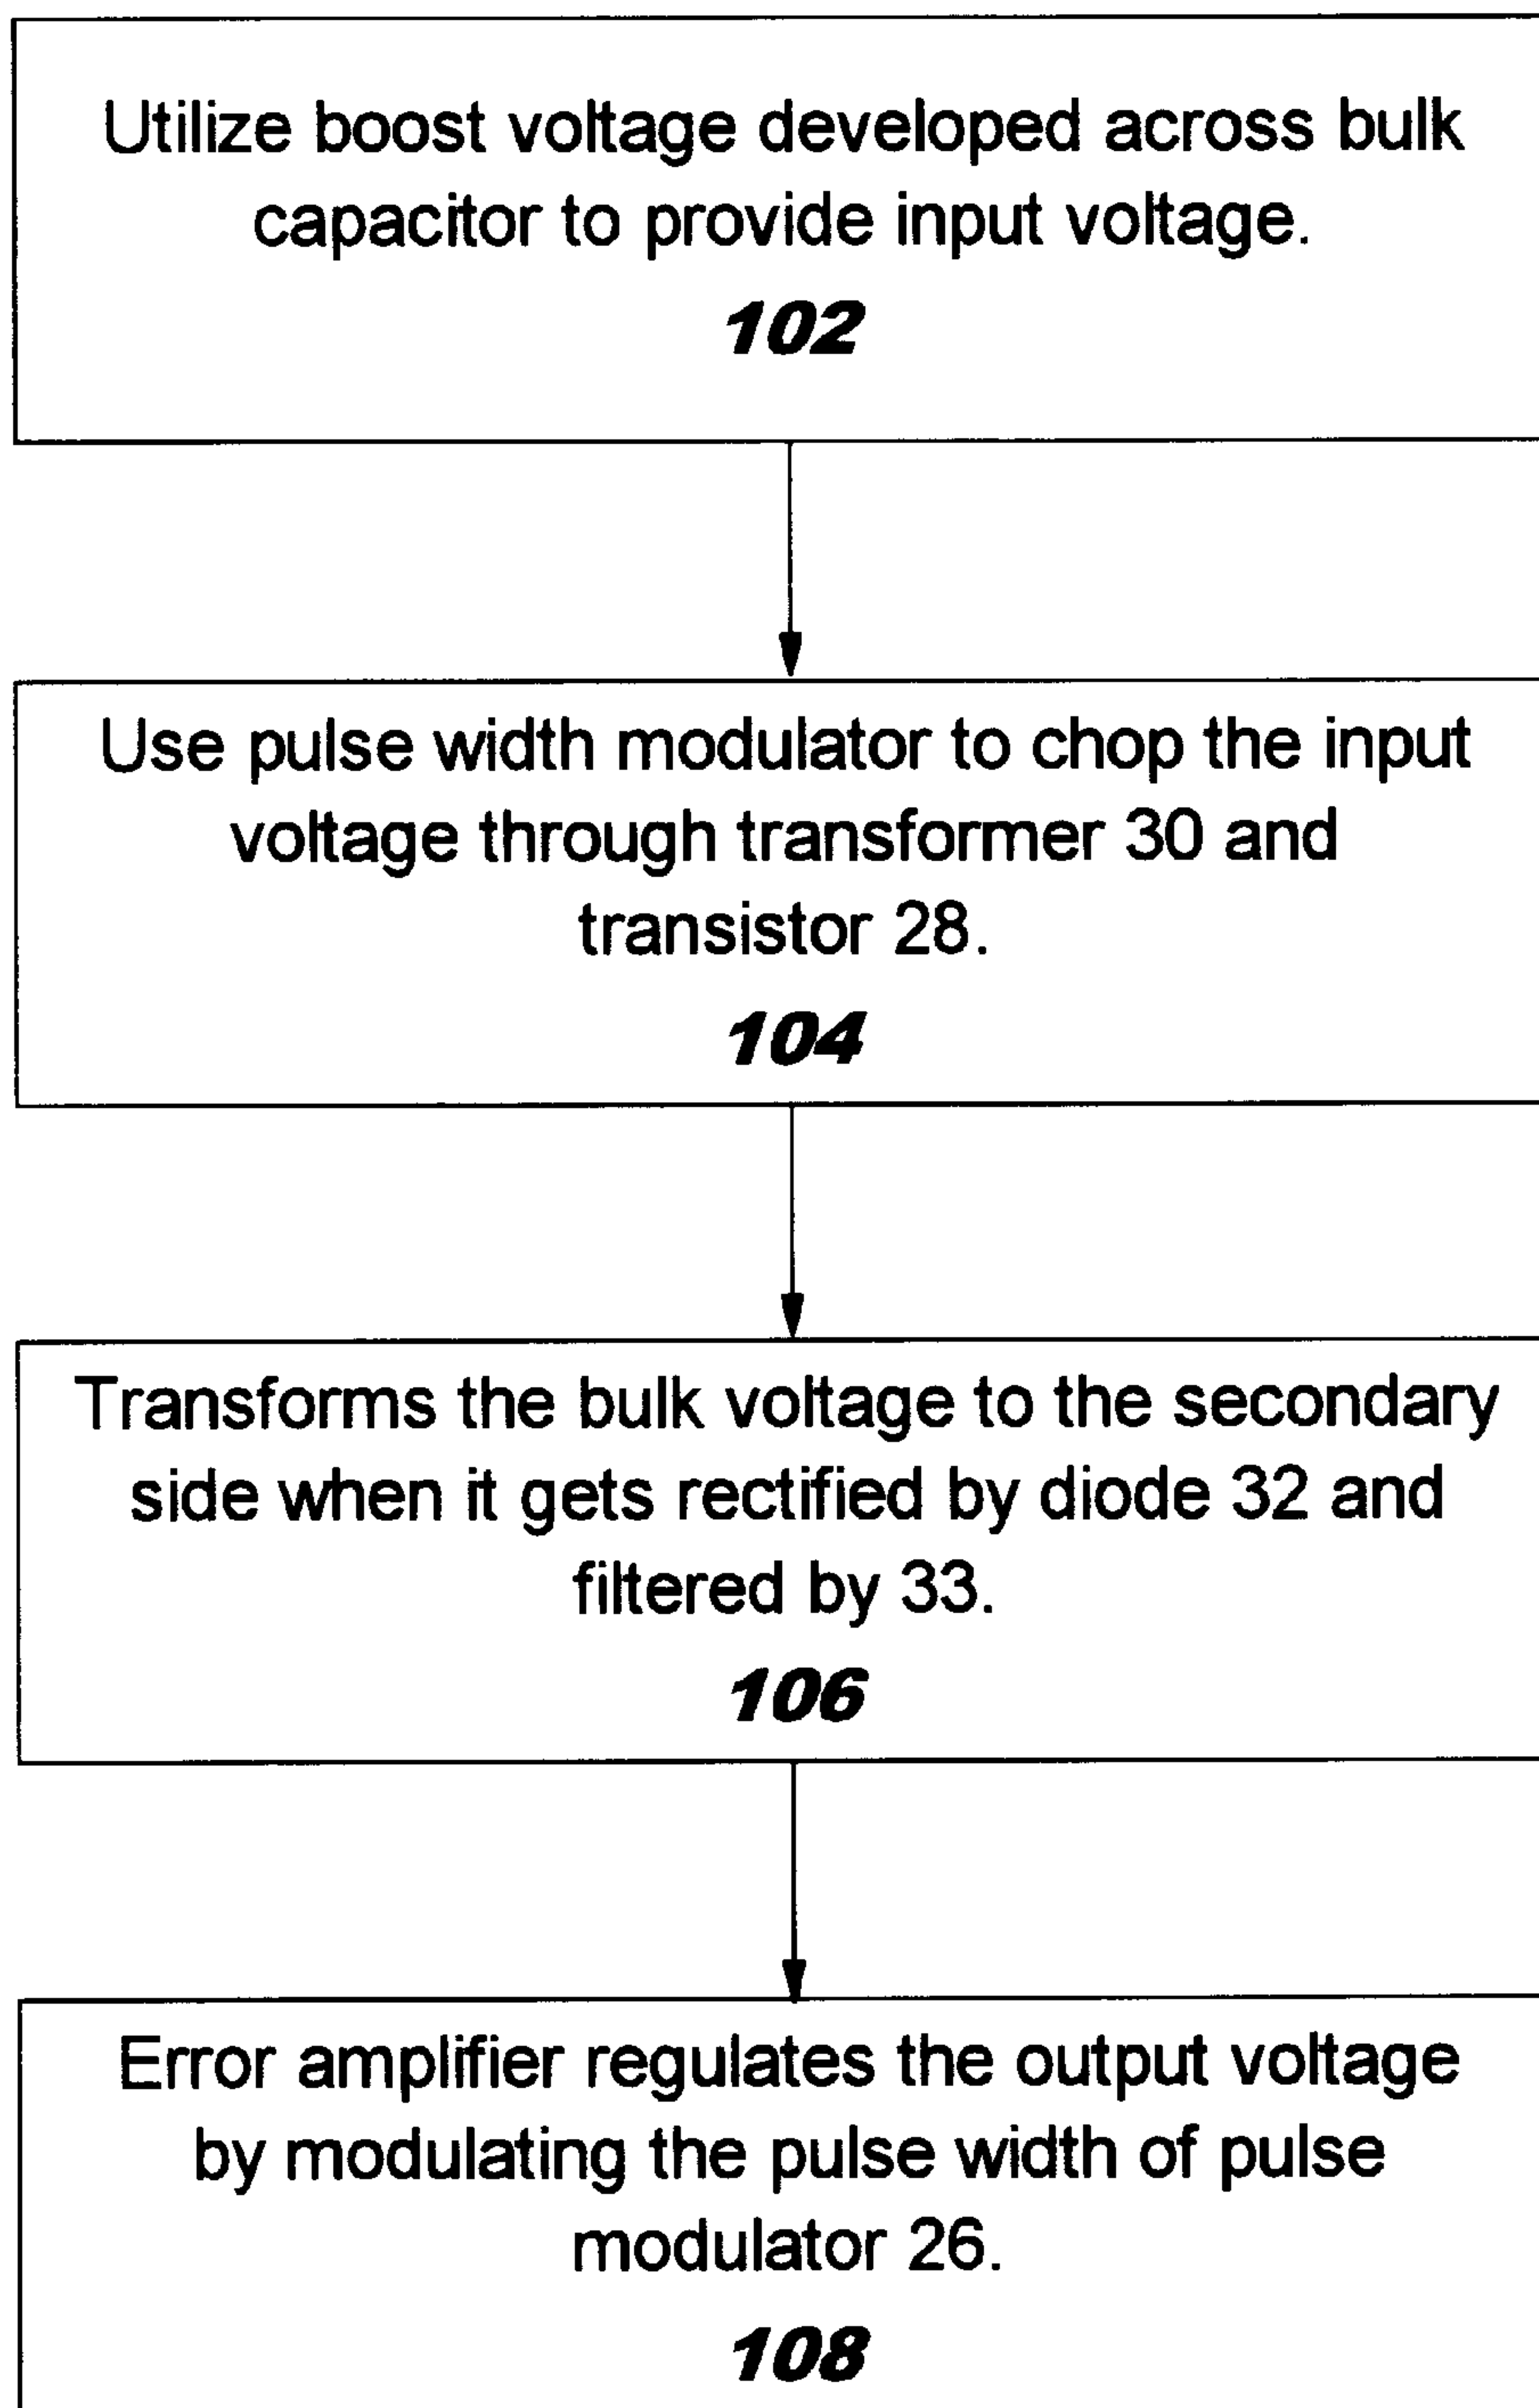 Utilize boost voltage developed across bulk
capacitor to provide input voltage.
102
Use pulse width modulator to chop the input
voltage through transformer 30 and
transistor 28.
104
Transforms the bulk voltage to the secondary
side when it gets rectified by diode 32 and
filtered by 33.
106
Error amplifier regulates the output voltage
by modulating the pulse width of pulse
modulator 26.
108